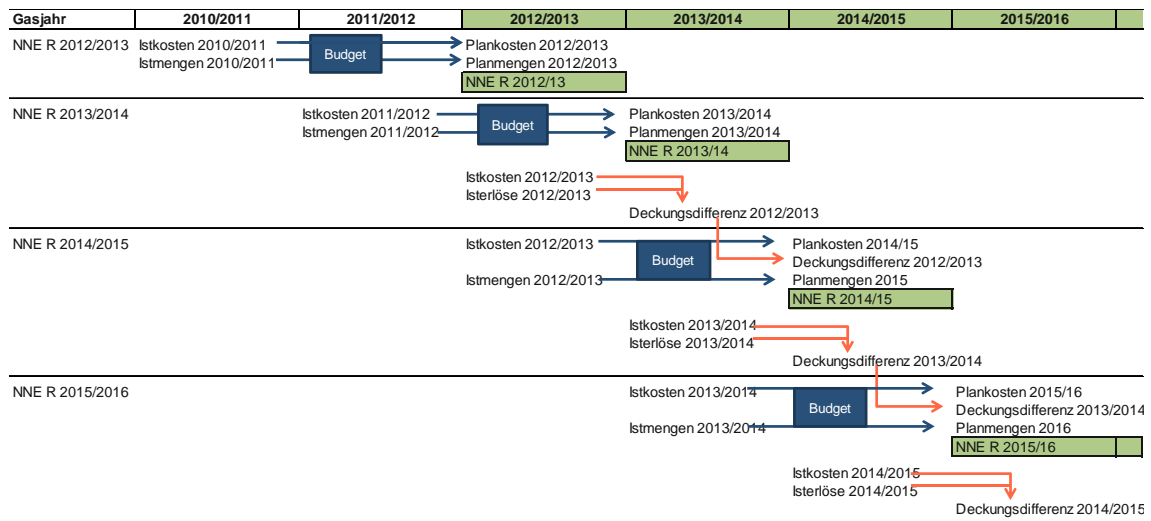 Gasjahr 2010/2011 2011/2012 2012/2013 2013/2014 2014/2015 2015/2016
NNE R 2012/2013 Istkosten 2010/2011 Plankosten 2012/2013
Budget
Istmengen 2010/2011 Planmengen 2012/2013
NNE R 2012/13
NNE R 2013/2014 Istkosten 2011/2012 Plankosten 2013/2014
Budget
Istmengen 2011/2012 Planmengen 2013/2014
NNE R 2013/14
Istkosten 2012/2013
Isterlöse 2012/2013
Deckungsdifferenz 2012/2013
NNE R 2014/2015 Istkosten 2012/2013 Plankosten 2014/15
Budget Deckungsdifferenz 2012/2013
Istmengen 2012/2013 Planmengen 2015
NNE R 2014/15
Istkosten 2013/2014
Isterlöse 2013/2014
Deckungsdifferenz 2013/2014
NNE R 2015/2016 Istkosten 2013/2014 Plankosten 2015/16
Budget Deckungsdifferenz 2013/2014
Istmengen 2013/2014 Planmengen 2016
NNE R 2015/16
Istkosten 2014/2015
Isterlöse 2014/2015
Deckungsdifferenz 2014/2015